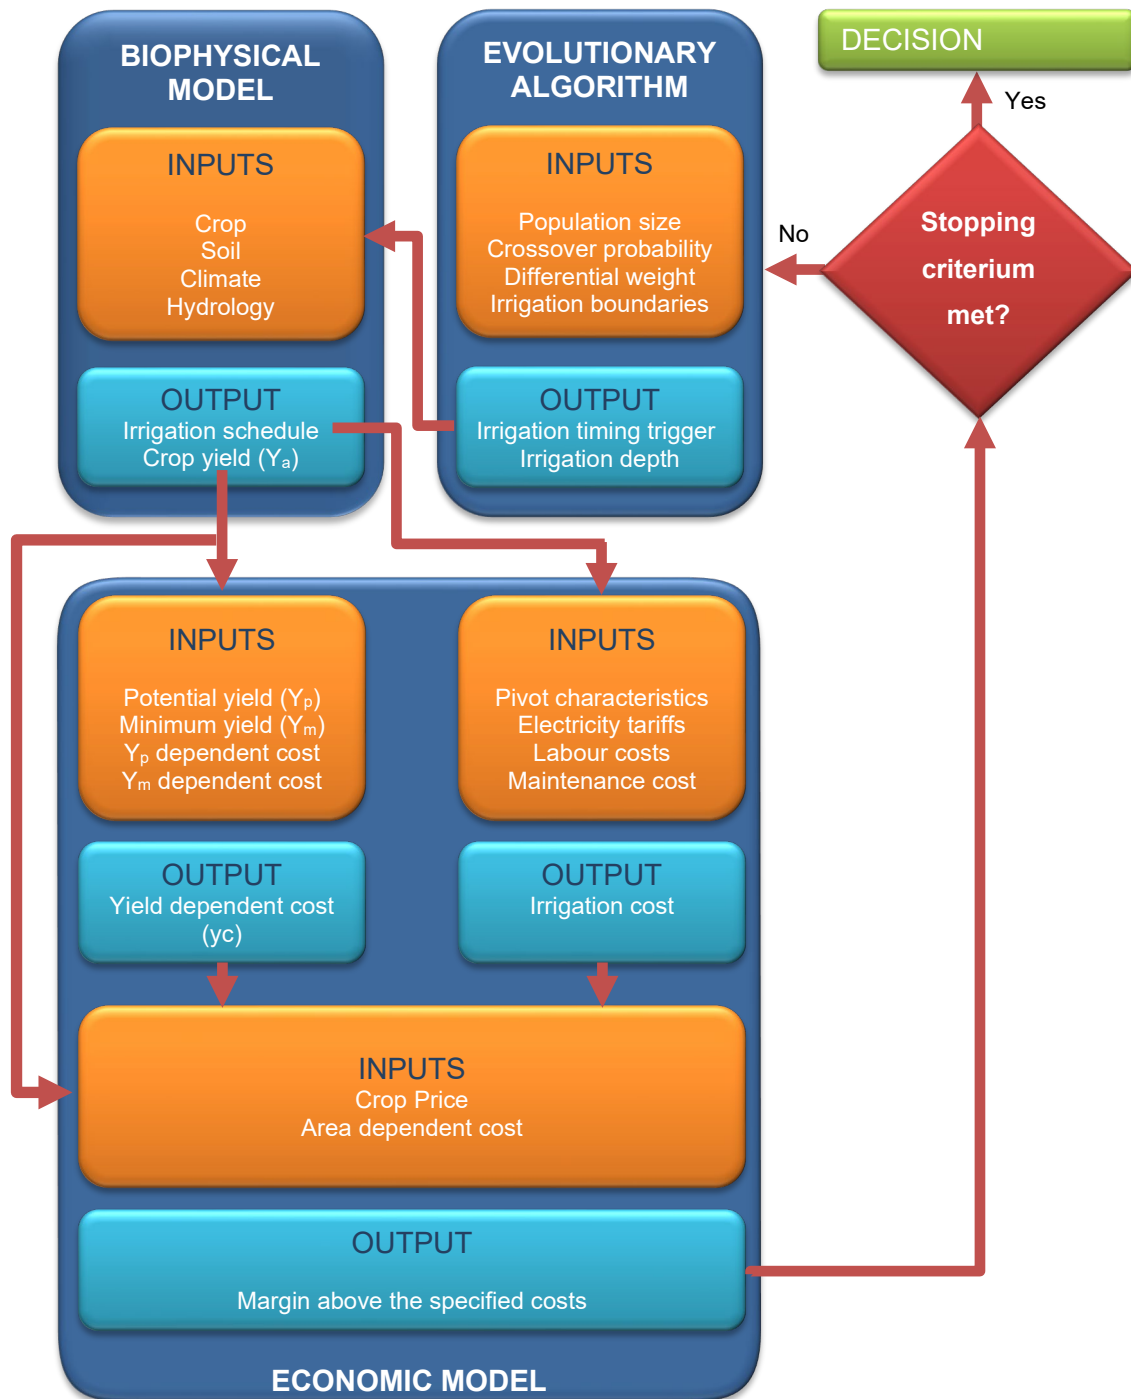 BIOPHYSICAL
MODEL
INPUTS
Crop
Soil
Climate
Hydrology
OUTPUT
Irrigation schedule
Crop yield (Yₐ)
EVOLUTIONARY
ALGORITHM
INPUTS
Population size
Crossover probability
Differential weight
Irrigation boundaries
OUTPUT
Irrigation timing trigger
Irrigation depth
DECISION
Yes
No
Stopping
criterium
met?
INPUTS
Potential yield (Yₚ)
Minimum yield (Yₘ)
Yₚ dependent cost
Yₘ dependent cost
OUTPUT
Yield dependent cost
(yc)
INPUTS
Pivot characteristics
Electricity tariffs
Labour costs
Maintenance cost
OUTPUT
Irrigation cost
INPUTS
Crop Price
Area dependent cost
OUTPUT
Margin above the specified costs
ECONOMIC MODEL